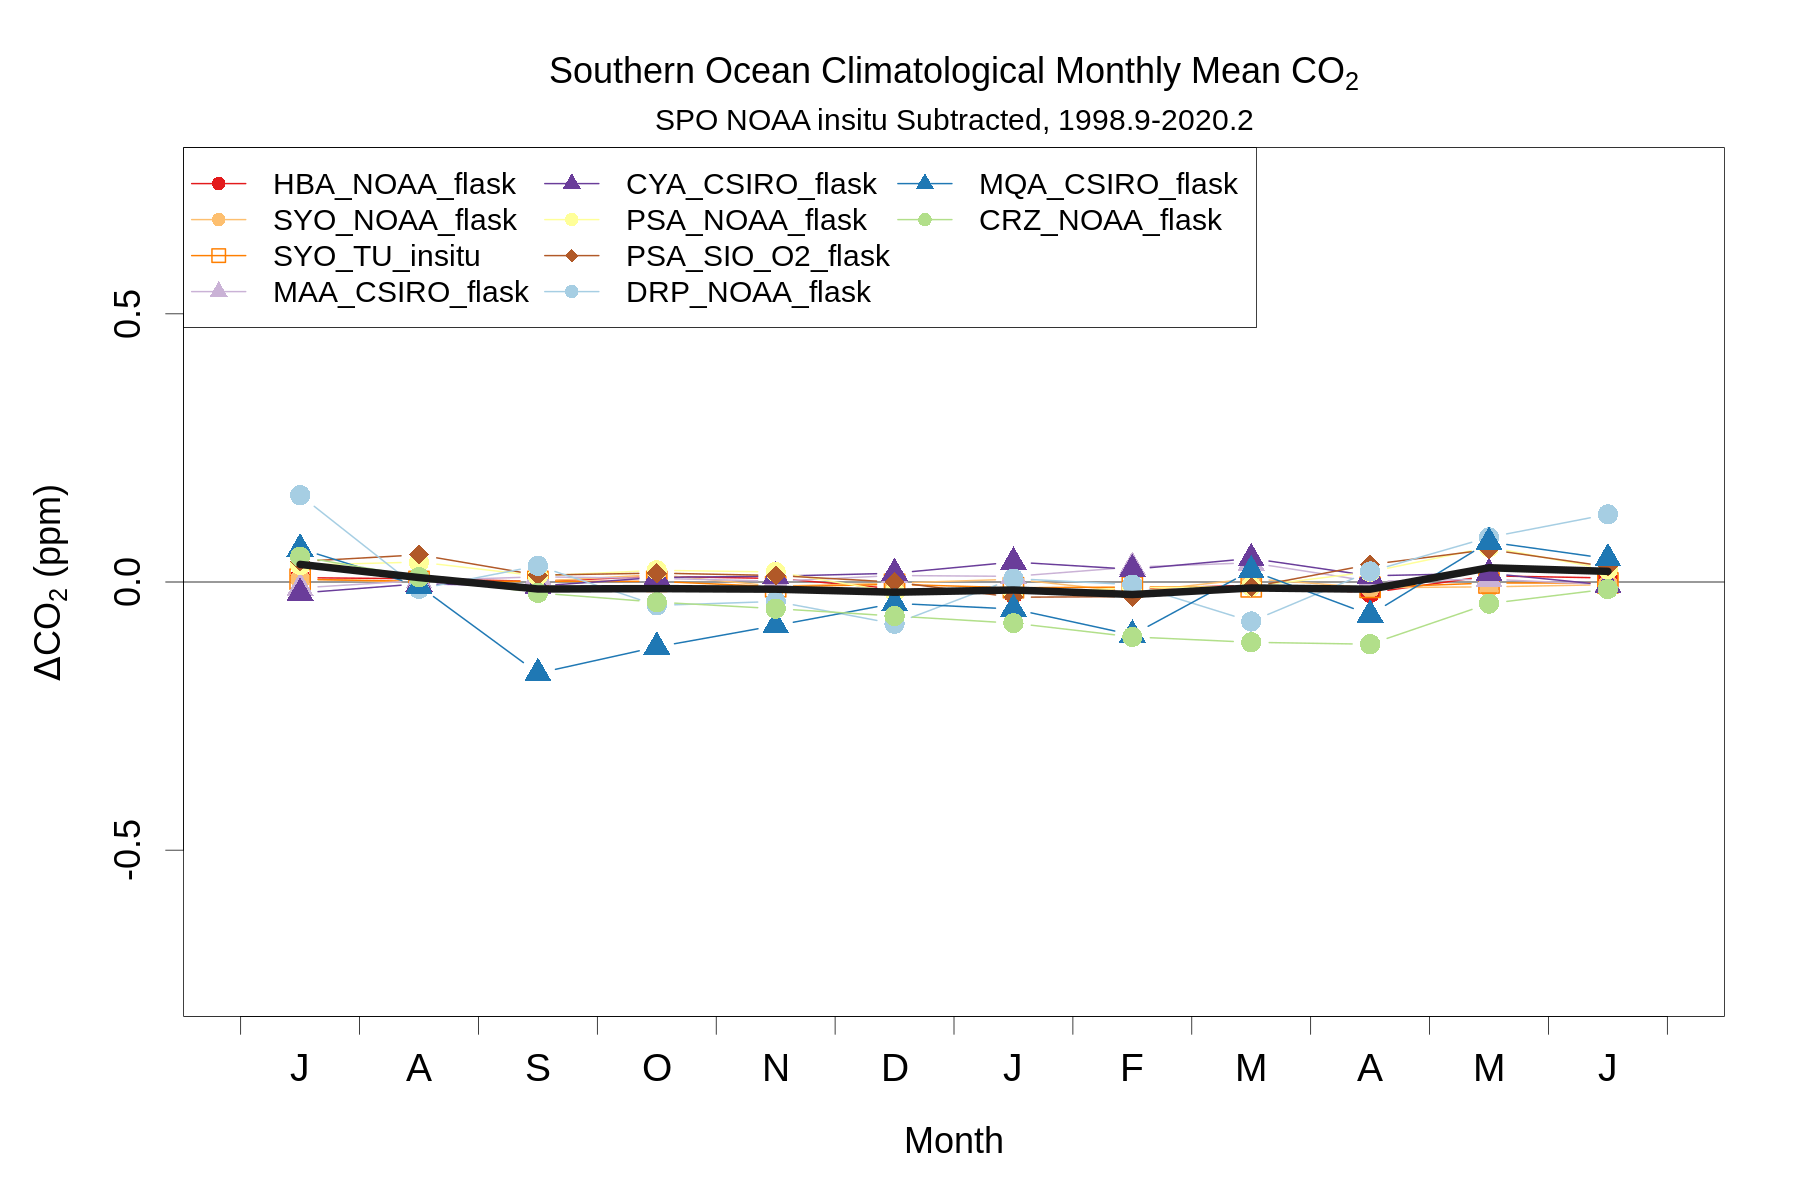 Southern Ocean Climatological Monthly Mean CO₂
SPO NOAA insitu Subtracted, 1998.9-2020.2
HBA_NOAA_flask
SYO_NOAA_flask
SYO_TU_insitu
MAA_CSIRO_flask
CYA_CSIRO_flask
PSA_NOAA_flask
PSA_SIO_O2_flask
DRP_NOAA_flask
MQA_CSIRO_flask
CRZ_NOAA_flask
ΔCO₂ (ppm)
0.5
0.0
-0.5
J A S O N D J F M A M J
Month